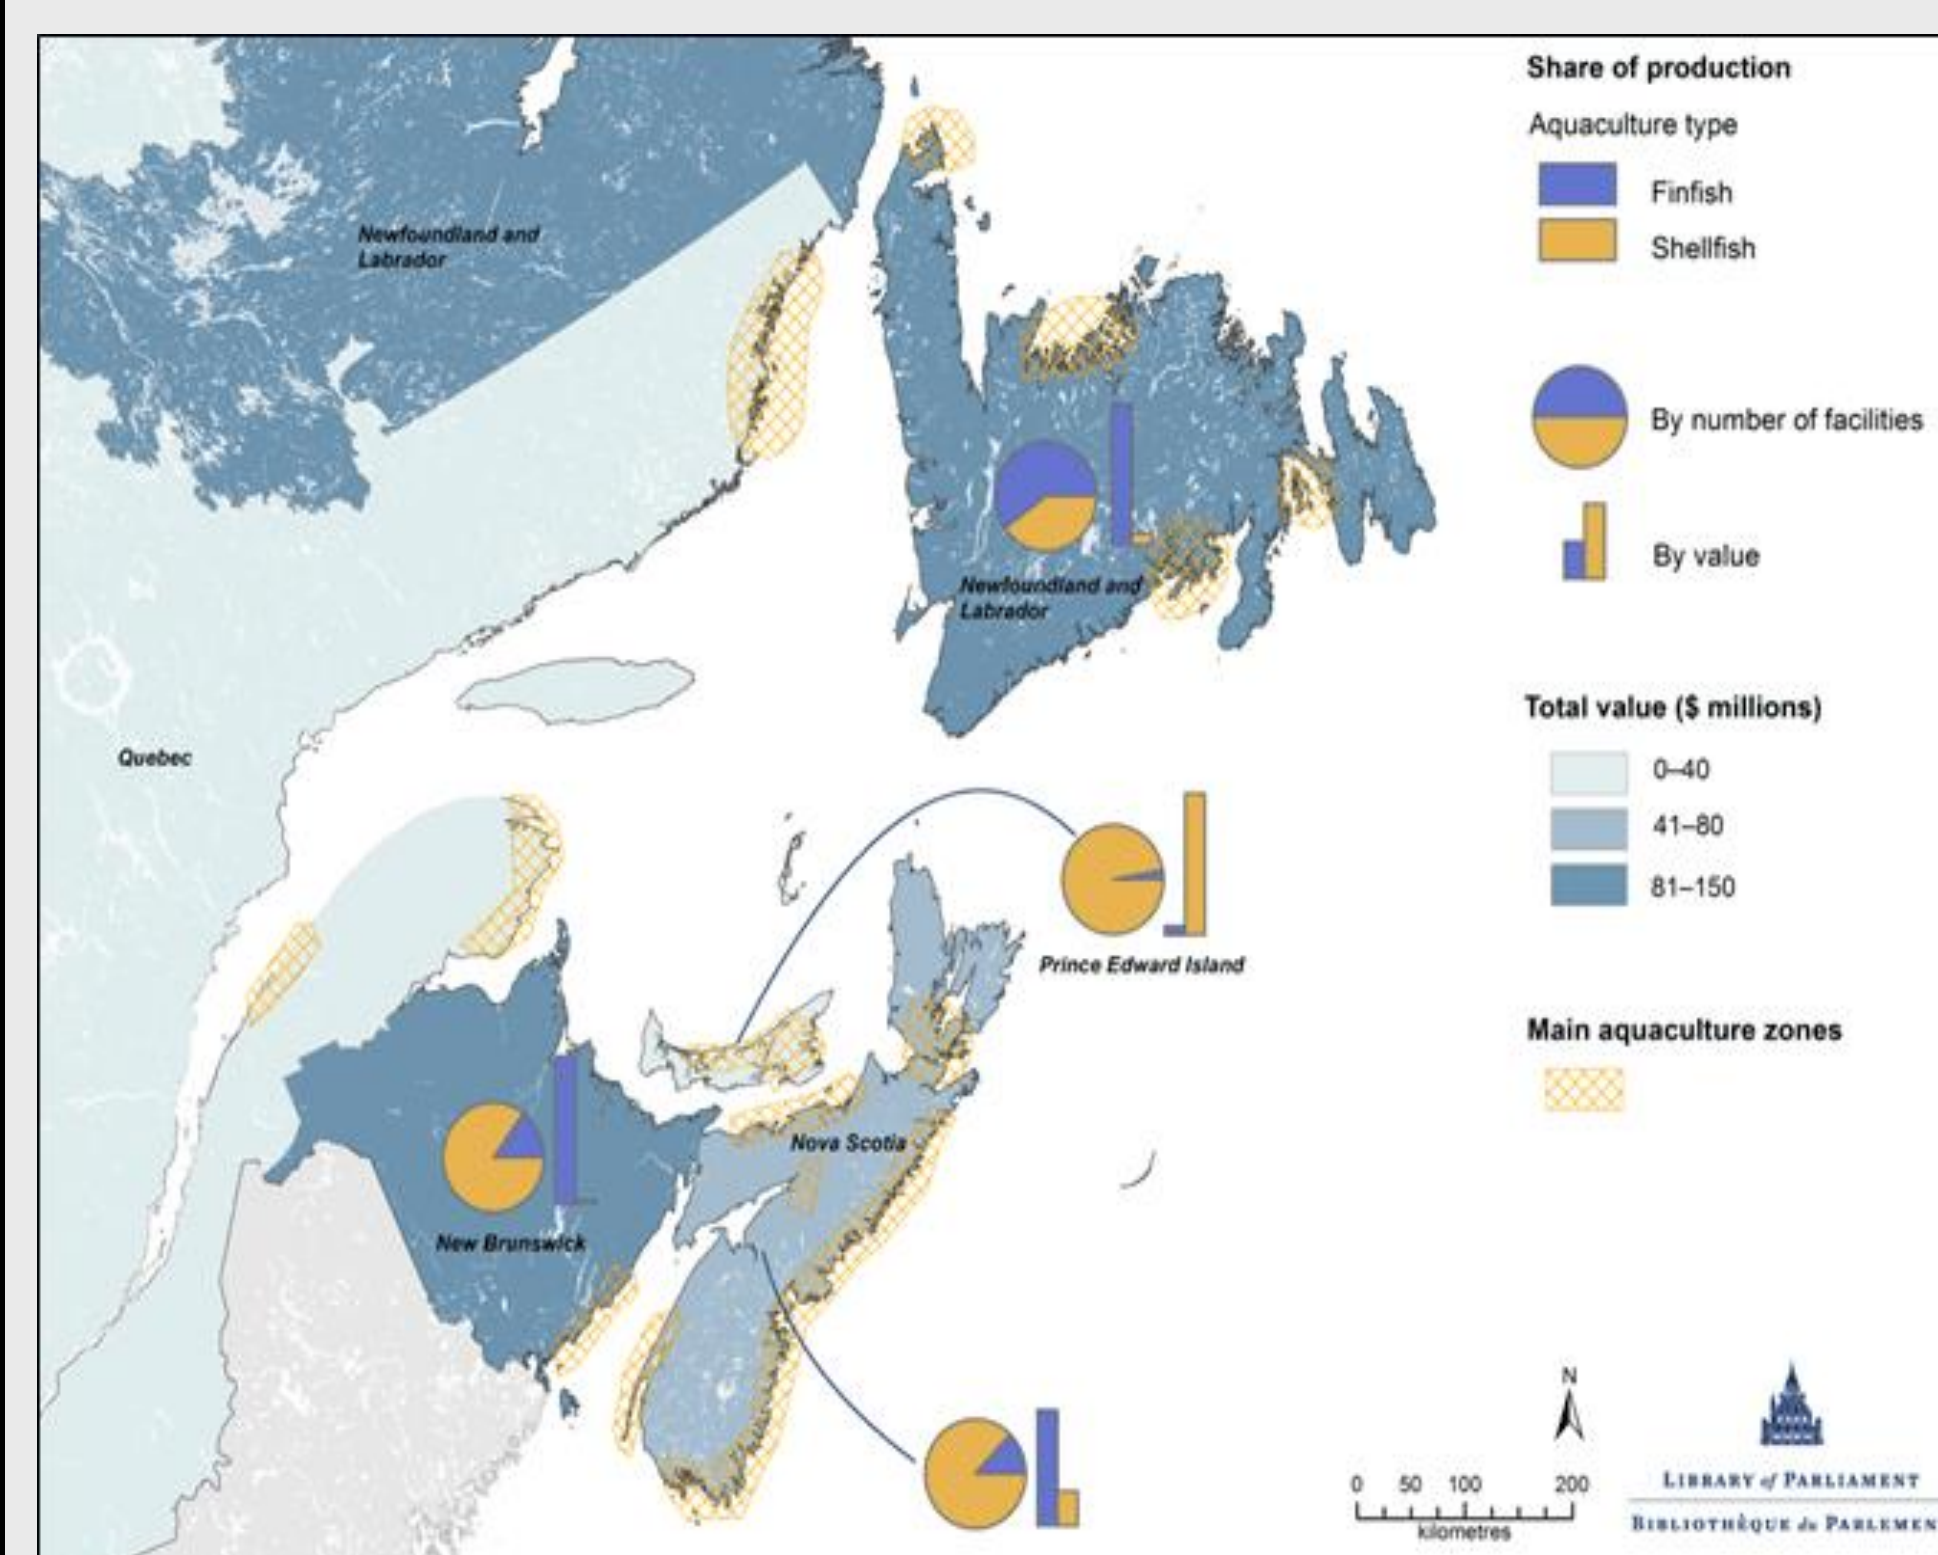 Share of production
Aquaculture type
Finfish
Shellfish
By number of facilities
By value
Total value ($ millions)
0–40
41–80
81–150
Main aquaculture zones
Newfoundland and
Labrador
Newfoundland and
Labrador
Quebec
Prince Edward Island
Nova Scotia
New Brunswick
N
0 50 100 200
kilometres
LIBRARY of PARLIAMENT
BIBLIOTHÈQUE du PARLEMEN